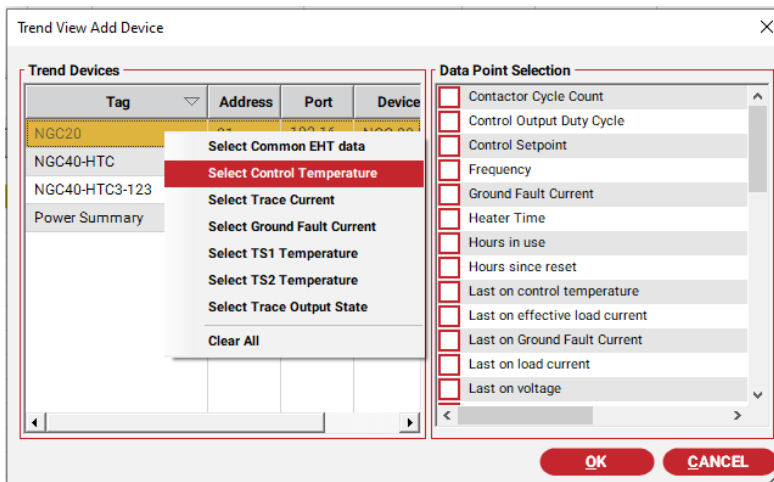 Trend View Add Device
Trend Devices
Tag Address Port Device
NGC20
NGC40-HTC
NGC40-HTC3-123
Power Summary
Select Common EHT data
Select Control Temperature
Select Trace Current
Select Ground Fault Current
Select TS1 Temperature
Select TS2 Temperature
Select Trace Output State
Clear All
Data Point Selection
Contactor Cycle Count
Control Output Duty Cycle
Control Setpoint
Frequency
Ground Fault Current
Heater Time
Hours in use
Hours since reset
Last on control temperature
Last on effective load current
Last on Ground Fault Current
Last on load current
Last on voltage
OK CANCEL